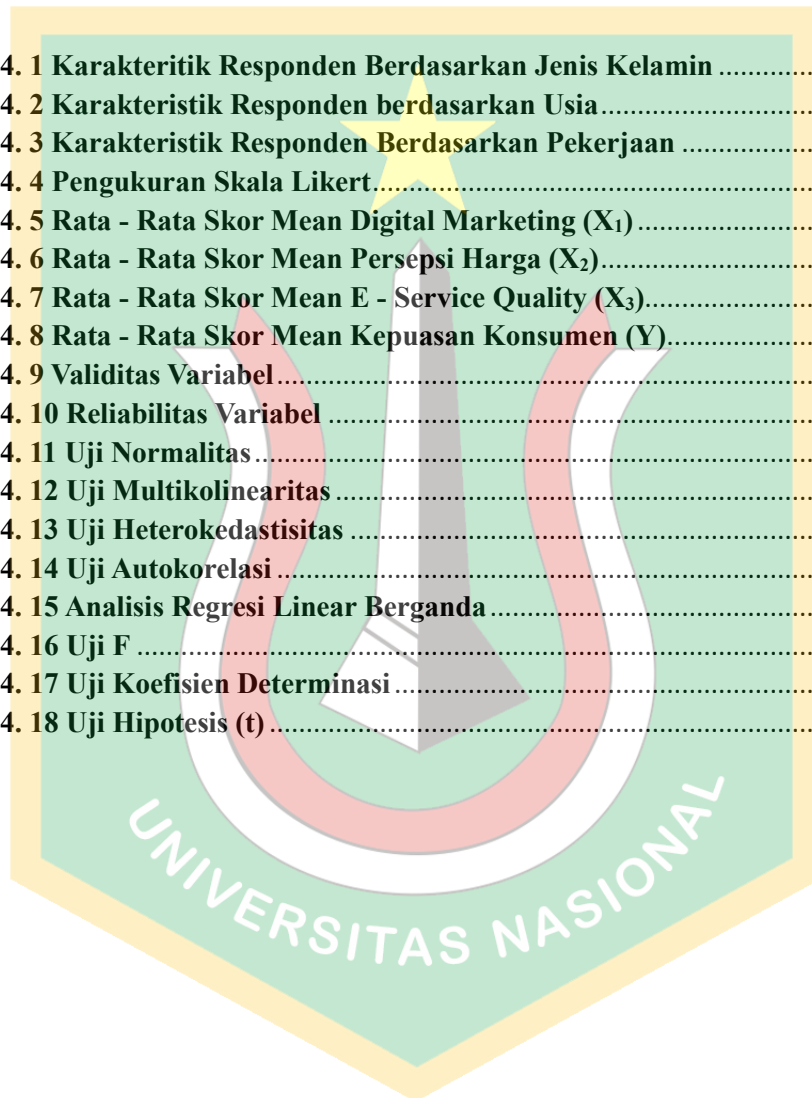 4. 1 Karakteritik Responden Berdasarkan Jenis Kelamin .............
4. 2 Karakteristik Responden berdasarkan Usia..............................
4. 3 Karakteristik Responden Berdasarkan Pekerjaan ..................
4. 4 Pengukuran Skala Likert............................................................
4. 5 Rata - Rata Skor Mean Digital Marketing (X₁) ........................
4. 6 Rata - Rata Skor Mean Persepsi Harga (X₂)..............................
4. 7 Rata - Rata Skor Mean E - Service Quality (X₃)........................
4. 8 Rata - Rata Skor Mean Kepuasan Konsumen (Y)....................
4. 9 Validitas Variabel..........................................................................
4. 10 Reliabilitas Variabel ..................................................................
4. 11 Uji Normalitas............................................................................
4. 12 Uji Multikolinearitas..................................................................
4. 13 Uji Heterokedastisitas ................................................................
4. 14 Uji Autokorelasi..........................................................................
4. 15 Analisis Regresi Linear Berganda............................................
4. 16 Uji F ............................................................................................
4. 17 Uji Koefisien Determinasi..........................................................
4. 18 Uji Hipotesis (t)..........................................................................
UNIVERSITAS NASIONAL